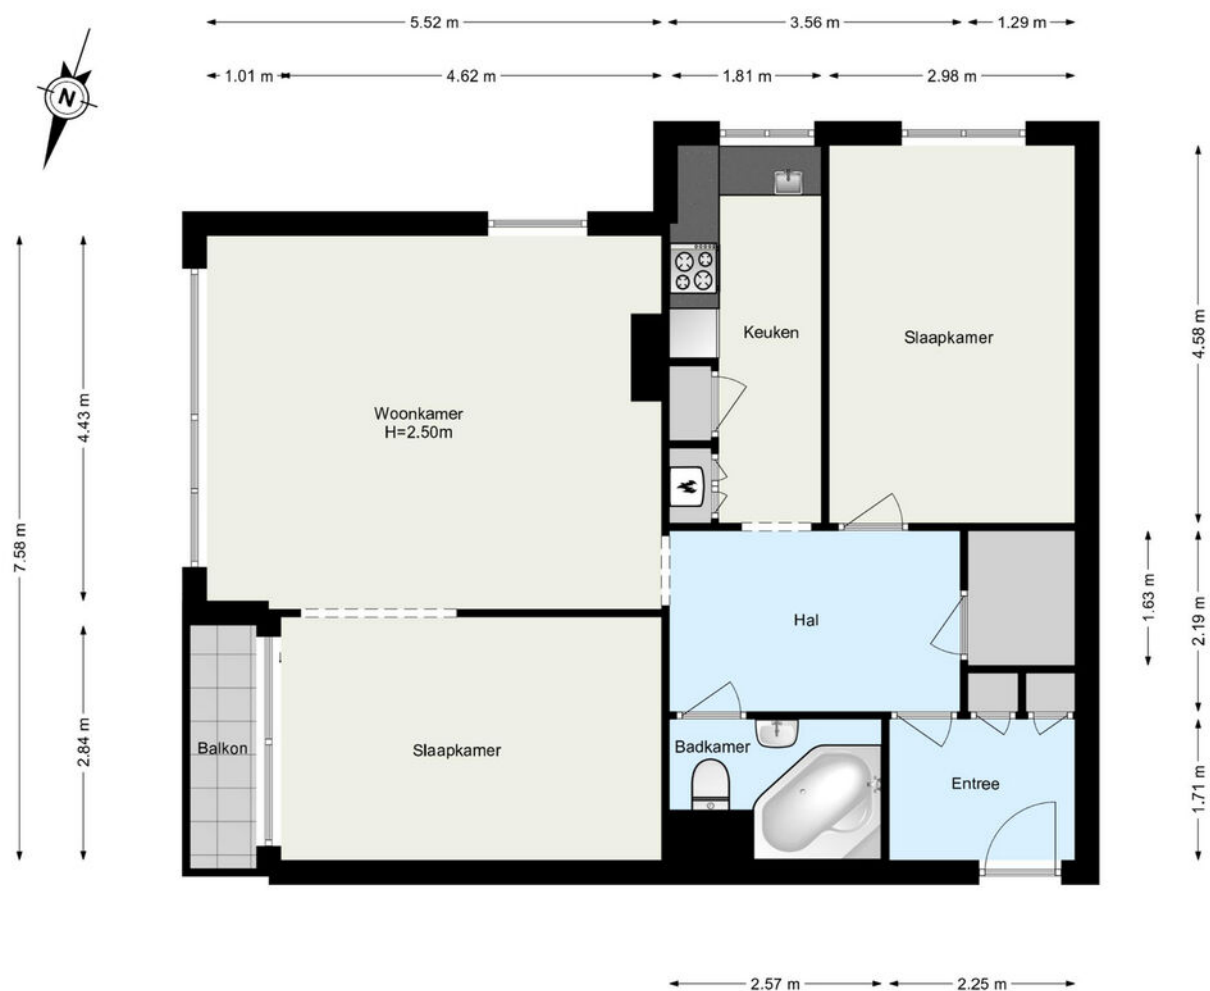 5.52 m
3.56 m
1.29 m
1.01 m
4.62 m
1.81 m
2.98 m
N
4.43 m
7.58 m
2.84 m
4.58 m
1.63 m
2.19 m
1.71 m
Keuken
Slaapkamer
Woonkamer
H=2.50m
Hal
Balkon
Slaapkamer
Badkamer
Entree
2.57 m
2.25 m